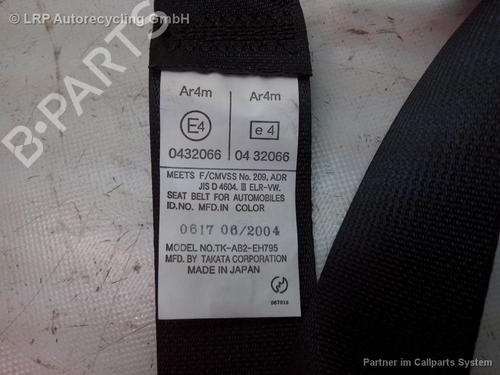 LRP Autorecycling GmbH
B-PARTS
Ar4m Ar4m
E4 e 4
0432066 04 32066
MEETS F/CMVSS No. 209, ADR
JIS D 4604. III ELR-VW.
SEAT BELT FOR AUTOMOBILES
ID.NO. MFD.IN COLOR
0617 06/2004
MODEL NO.TK-AB2-EH795
MFD. BY TAKATA CORPORATION
MADE IN JAPAN
Partner im Callparts System